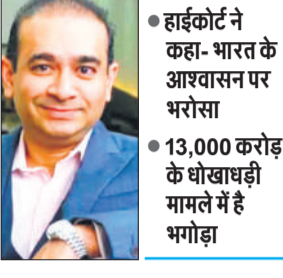 ● हाईकोर्ट ने
कहा- भारत के
आश्वासन पर
भरोसा
● 13,000 करोड़
के धोखाधड़ी
मामले में है
भगोड़ा